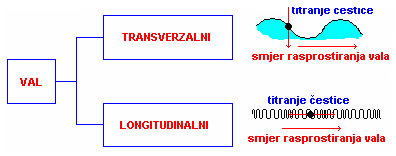 titranje cestice
TRANSVERZALNI
smjer rasprostiranja vala
VAL
titranje čestice
LONGITUDINALNI
smjer rasprostiranja vala